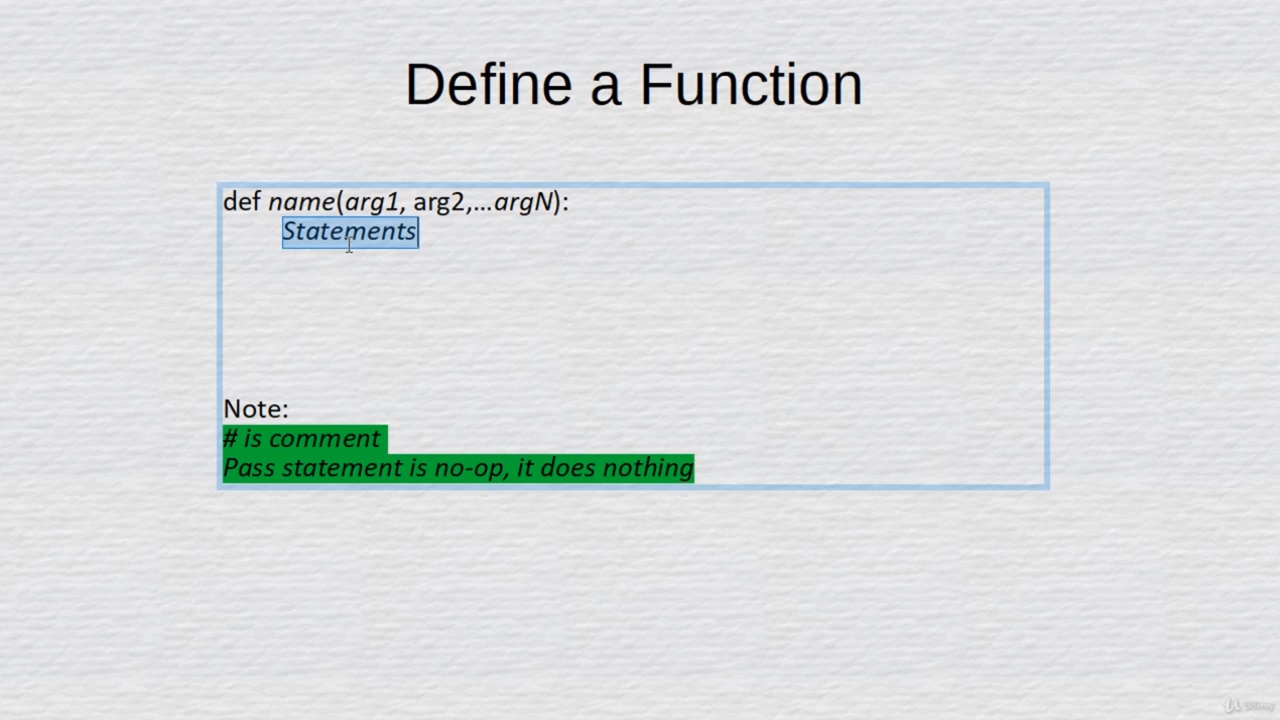 Define a Function
def name(arg1, arg2,...argN):
Statements
Note:
# is comment
Pass statement is no-op, it does nothing
Udemy